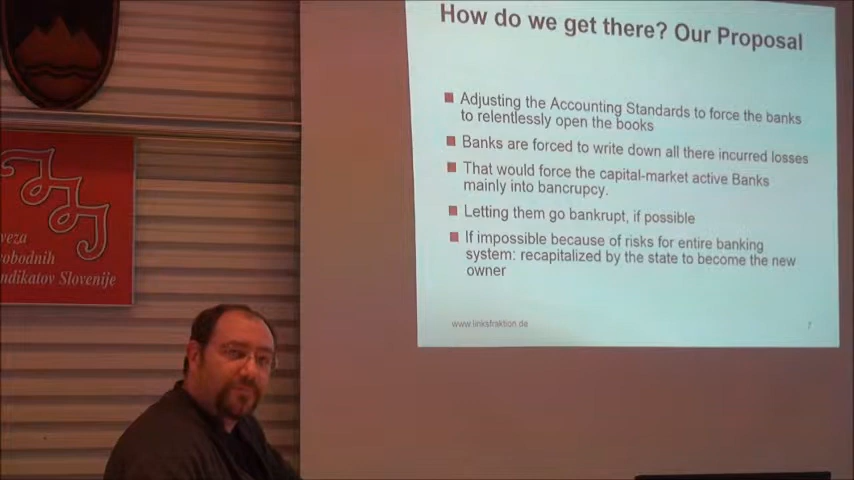 How do we get there? Our Proposal
Adjusting the Accounting Standards to force the banks
to relentlessly open the books
Banks are forced to write down all there incurred losses
That would force the capital-market active Banks
mainly into bancrupcy.
Letting them go bankrupt, if possible
If impossible because of risks for entire banking
system: recapitalized by the state to become the new
owner
www.linksfraktion.de
7
veza
vobodnih
ndikatov Slovenije